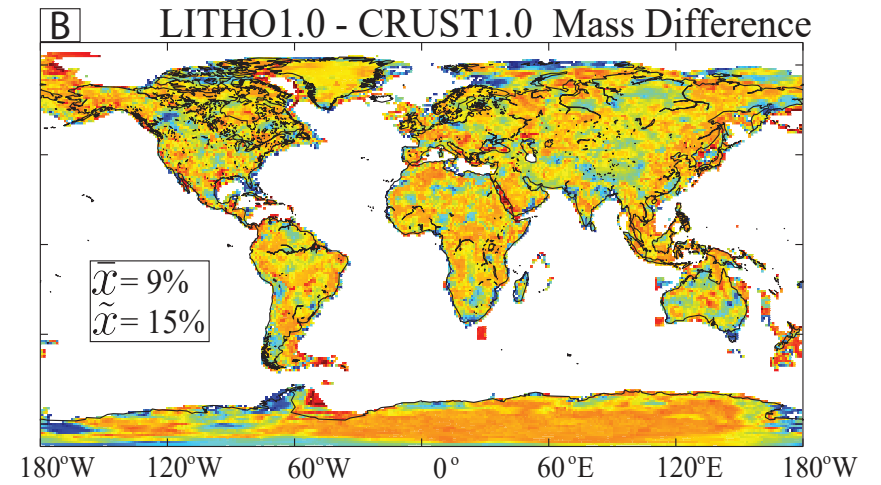 B
LITHO1.0 - CRUST1.0 Mass Difference
x̅ = 9%
x̃ = 15%
180°W 120°W 60°W 0° 60°E 120°E 180°W